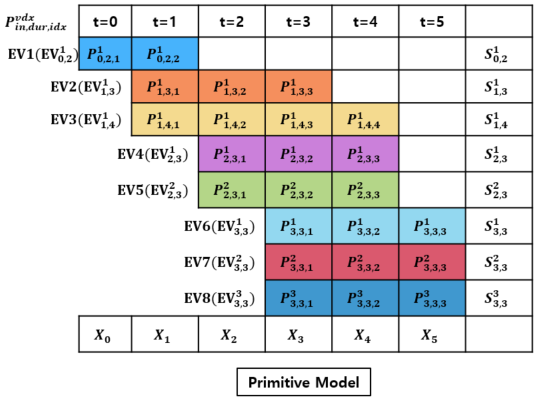 P^{vdx}_{in,dur,idx} t=0 t=1 t=2 t=3 t=4 t=5
EV1(EV^1_{0,2}) P^1_{0,2,1} P^1_{0,2,2} S^1_{0,2}
EV2(EV^1_{1,3}) P^1_{1,3,1} P^1_{1,3,2} P^1_{1,3,3} S^1_{1,3}
EV3(EV^1_{1,4}) P^1_{1,4,1} P^1_{1,4,2} P^1_{1,4,3} P^1_{1,4,4} S^1_{1,4}
EV4(EV^1_{2,3}) P^1_{2,3,1} P^1_{2,3,2} P^1_{2,3,3} S^1_{2,3}
EV5(EV^2_{2,3}) P^2_{2,3,1} P^2_{2,3,2} P^2_{2,3,3} S^2_{2,3}
EV6(EV^1_{3,3}) P^1_{3,3,1} P^1_{3,3,2} P^1_{3,3,3} S^1_{3,3}
EV7(EV^2_{3,3}) P^2_{3,3,1} P^2_{3,3,2} P^2_{3,3,3} S^2_{3,3}
EV8(EV^3_{3,3}) P^3_{3,3,1} P^3_{3,3,2} P^3_{3,3,3} S^3_{3,3}
X_0 X_1 X_2 X_3 X_4 X_5
Primitive Model